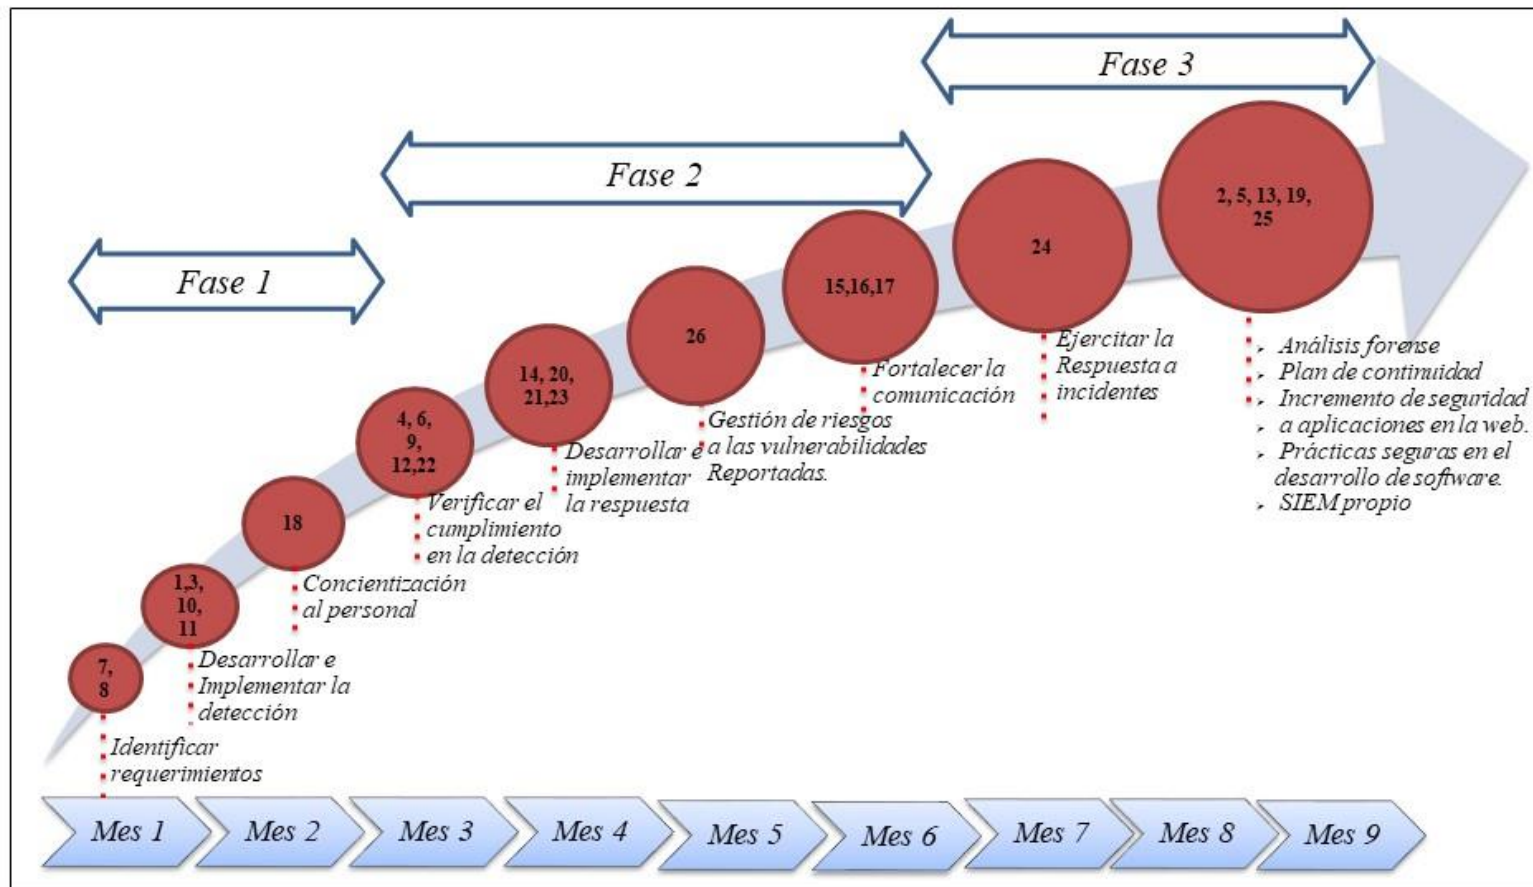 Fase 1
Fase 2
Fase 3
7,
8
Identificar
requerimientos
1,3,
10,
11
Desarrollar e
Implementar la
detección
18
Concientización
al personal
4, 6,
9,
12,22
Verificar el
cumplimiento
en la detección
14, 20,
21,23
Desarrollar e
implementar
la respuesta
26
Gestión de riesgos
a las vulnerabilidades
Reportadas.
15,16,17
Fortalecer la
comunicación
24
Ejercitar la
Respuesta a
incidentes
2, 5, 13, 19,
25
➢ Análisis forense
➢ Plan de continuidad
➢ Incremento de seguridad
➢ a aplicaciones en la web.
➢ Prácticas seguras en el
desarrollo de software.
➢ SIEM propio
Mes 1
Mes 2
Mes 3
Mes 4
Mes 5
Mes 6
Mes 7
Mes 8
Mes 9